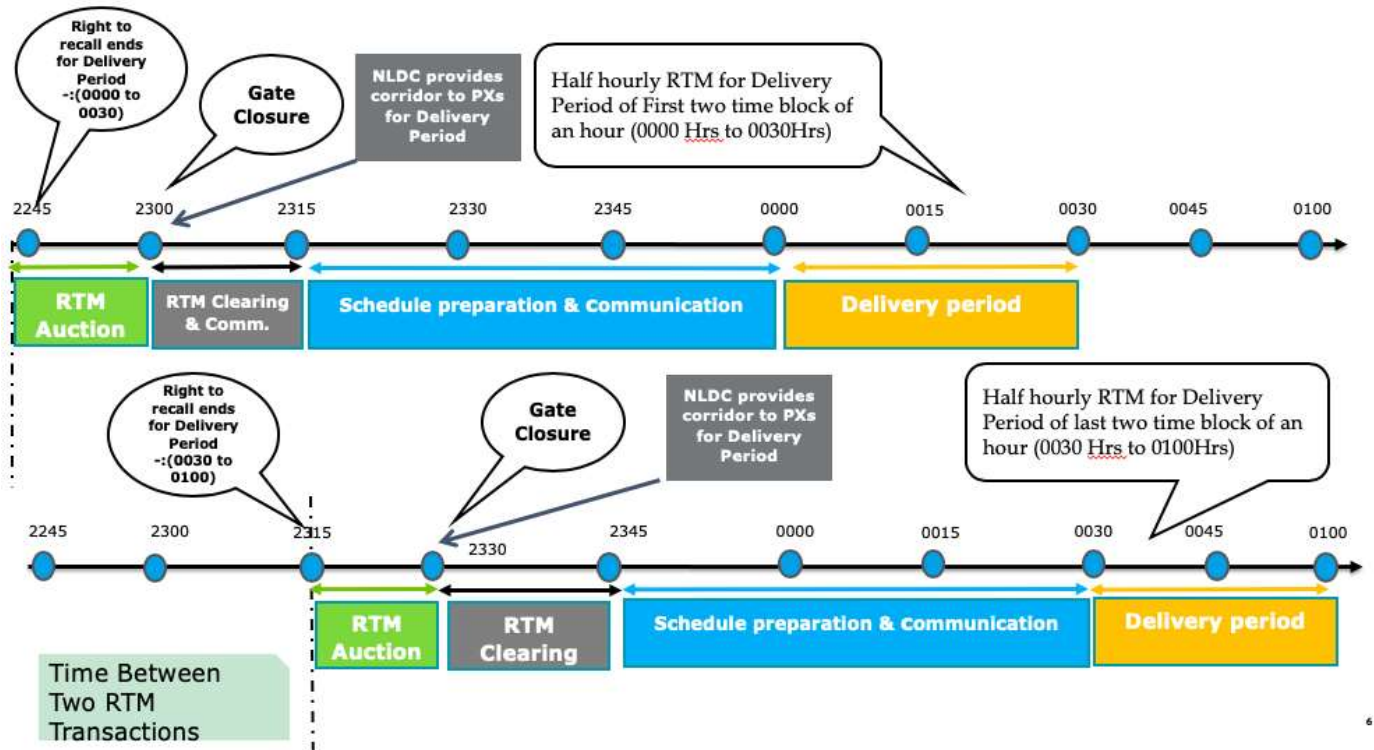 Right to
recall ends
for Delivery
Period
-:(0000 to
0030)
Gate
Closure
NLDC provides
corridor to PXs
for Delivery
Period
Half hourly RTM for Delivery
Period of First two time block of
an hour (0000 Hrs to 0030Hrs)
2245 2300 2315 2330 2345 0000 0015 0030 0045 0100
RTM
Auction
RTM Clearing
& Comm.
Schedule preparation & Communication
Delivery period
Right to
recall ends
for Delivery
Period
-:(0030 to
0100)
Gate
Closure
NLDC provides
corridor to PXs
for Delivery
Period
Half hourly RTM for Delivery
Period of last two time block of an
hour (0030 Hrs to 0100Hrs)
2245 2300 2315 2330 2345 0000 0015 0030 0045 0100
RTM
Auction
RTM
Clearing
Schedule preparation & Communication
Delivery period
Time Between
Two RTM
Transactions
6